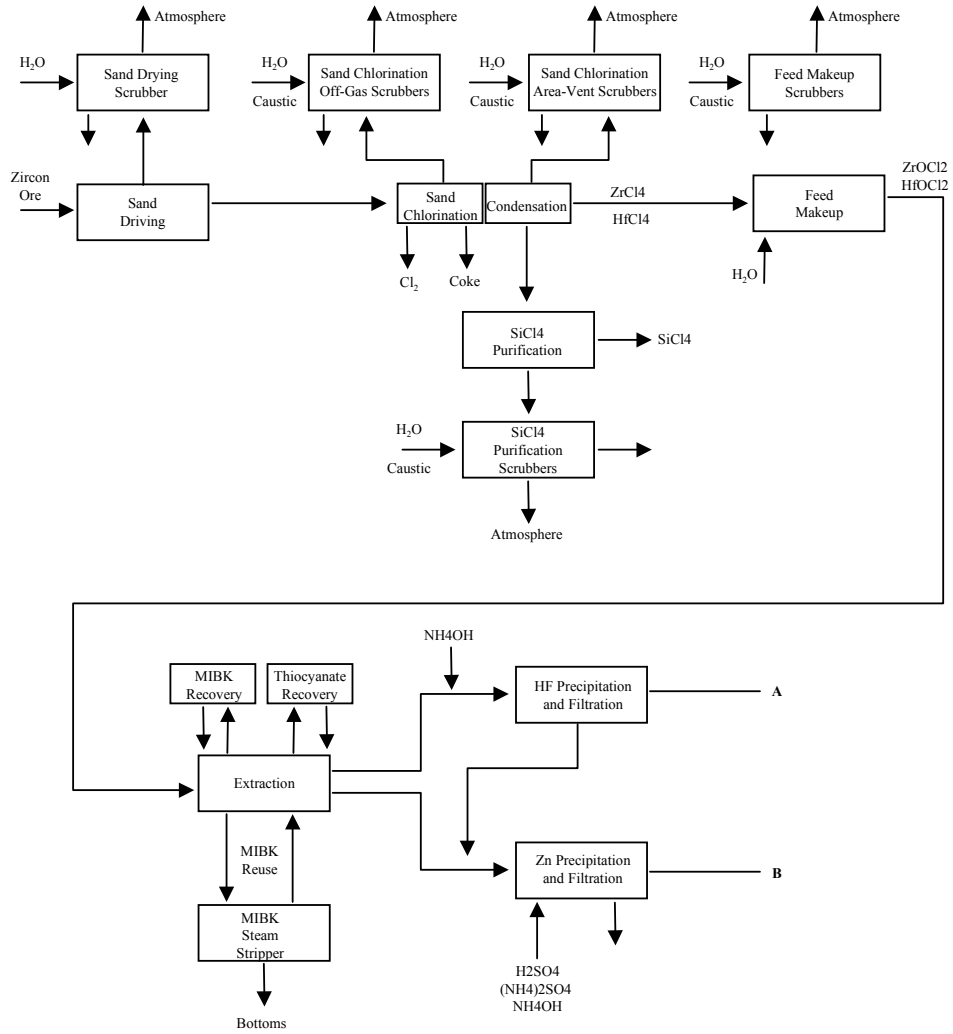 Atmosphere
Atmosphere
Atmosphere
Atmosphere
H₂O
Sand Drying
Scrubber
H₂O
Caustic
Sand Chlorination
Off-Gas Scrubbers
H₂O
Caustic
Sand Chlorination
Area-Vent Scrubbers
H₂O
Caustic
Feed Makeup
Scrubbers
Zircon
Ore
Sand
Driving
Sand
Chlorination
Condensation
ZrCl4
HfCl4
Feed
Makeup
ZrOCl2
HfOCl2
Cl₂
Coke
H₂O
SiCl4
Purification
SiCl4
H₂O
Caustic
SiCl4
Purification
Scrubbers
Atmosphere
NH4OH
MIBK
Recovery
Thiocyanate
Recovery
HF Precipitation
and Filtration
A
Extraction
MIBK
Reuse
Zn Precipitation
and Filtration
B
MIBK
Steam
Stripper
H2SO4
(NH4)2SO4
NH4OH
Bottoms